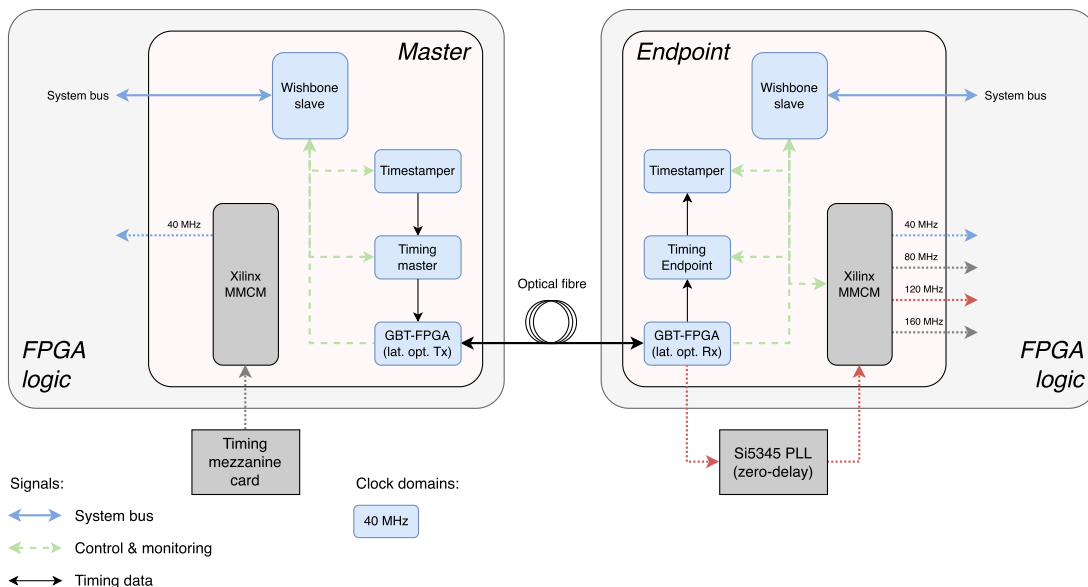 Master
Wishbone
slave
System bus
Timestamper
40 MHz
Timing
master
Xilinx
MMCM
GBT-FPGA
(lat. opt. Tx)
FPGA
logic
Timing
mezzanine
card
Optical fibre
Endpoint
Wishbone
slave
System bus
Timestamper
Timing
Endpoint
Xilinx
MMCM
40 MHz
80 MHz
120 MHz
160 MHz
GBT-FPGA
(lat. opt. Rx)
FPGA
logic
Si5345 PLL
(zero-delay)
Signals:
System bus
Control & monitoring
Timing data
Clock domains:
40 MHz